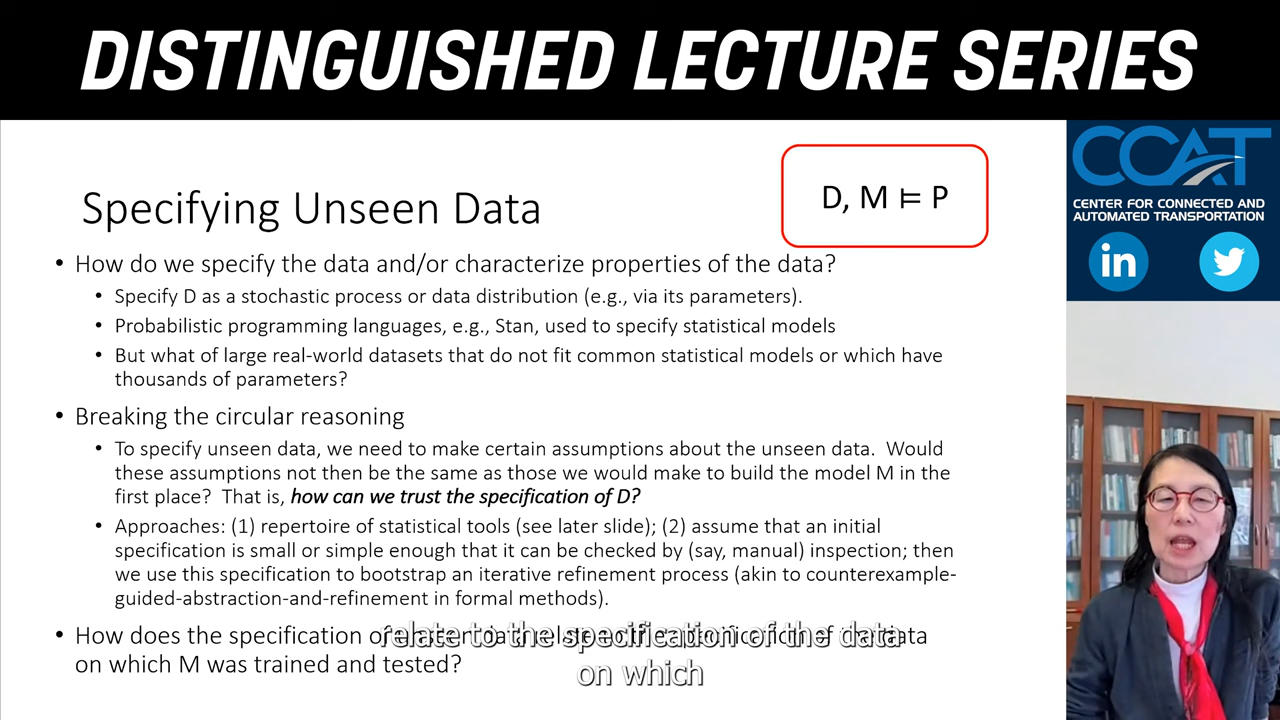 DISTINGUISHED LECTURE SERIES
CCAT
CENTER FOR CONNECTED AND
AUTOMATED TRANSPORTATION
in
Specifying Unseen Data
D, M ⊨ P
• How do we specify the data and/or characterize properties of the data?
• Specify D as a stochastic process or data distribution (e.g., via its parameters).
• Probabilistic programming languages, e.g., Stan, used to specify statistical models
• But what of large real-world datasets that do not fit common statistical models or which have
thousands of parameters?
• Breaking the circular reasoning
• To specify unseen data, we need to make certain assumptions about the unseen data. Would
these assumptions not then be the same as those we would make to build the model M in the
first place? That is, how can we trust the specification of D?
• Approaches: (1) repertoire of statistical tools (see later slide); (2) assume that an initial
specification is small or simple enough that it can be checked by (say, manual) inspection; then
we use this specification to bootstrap an iterative refinement process (akin to counterexample-
guided-abstraction-and-refinement in formal methods).
• How does the specification of data
on which M was trained and tested?
relate to the specification of the data
on which